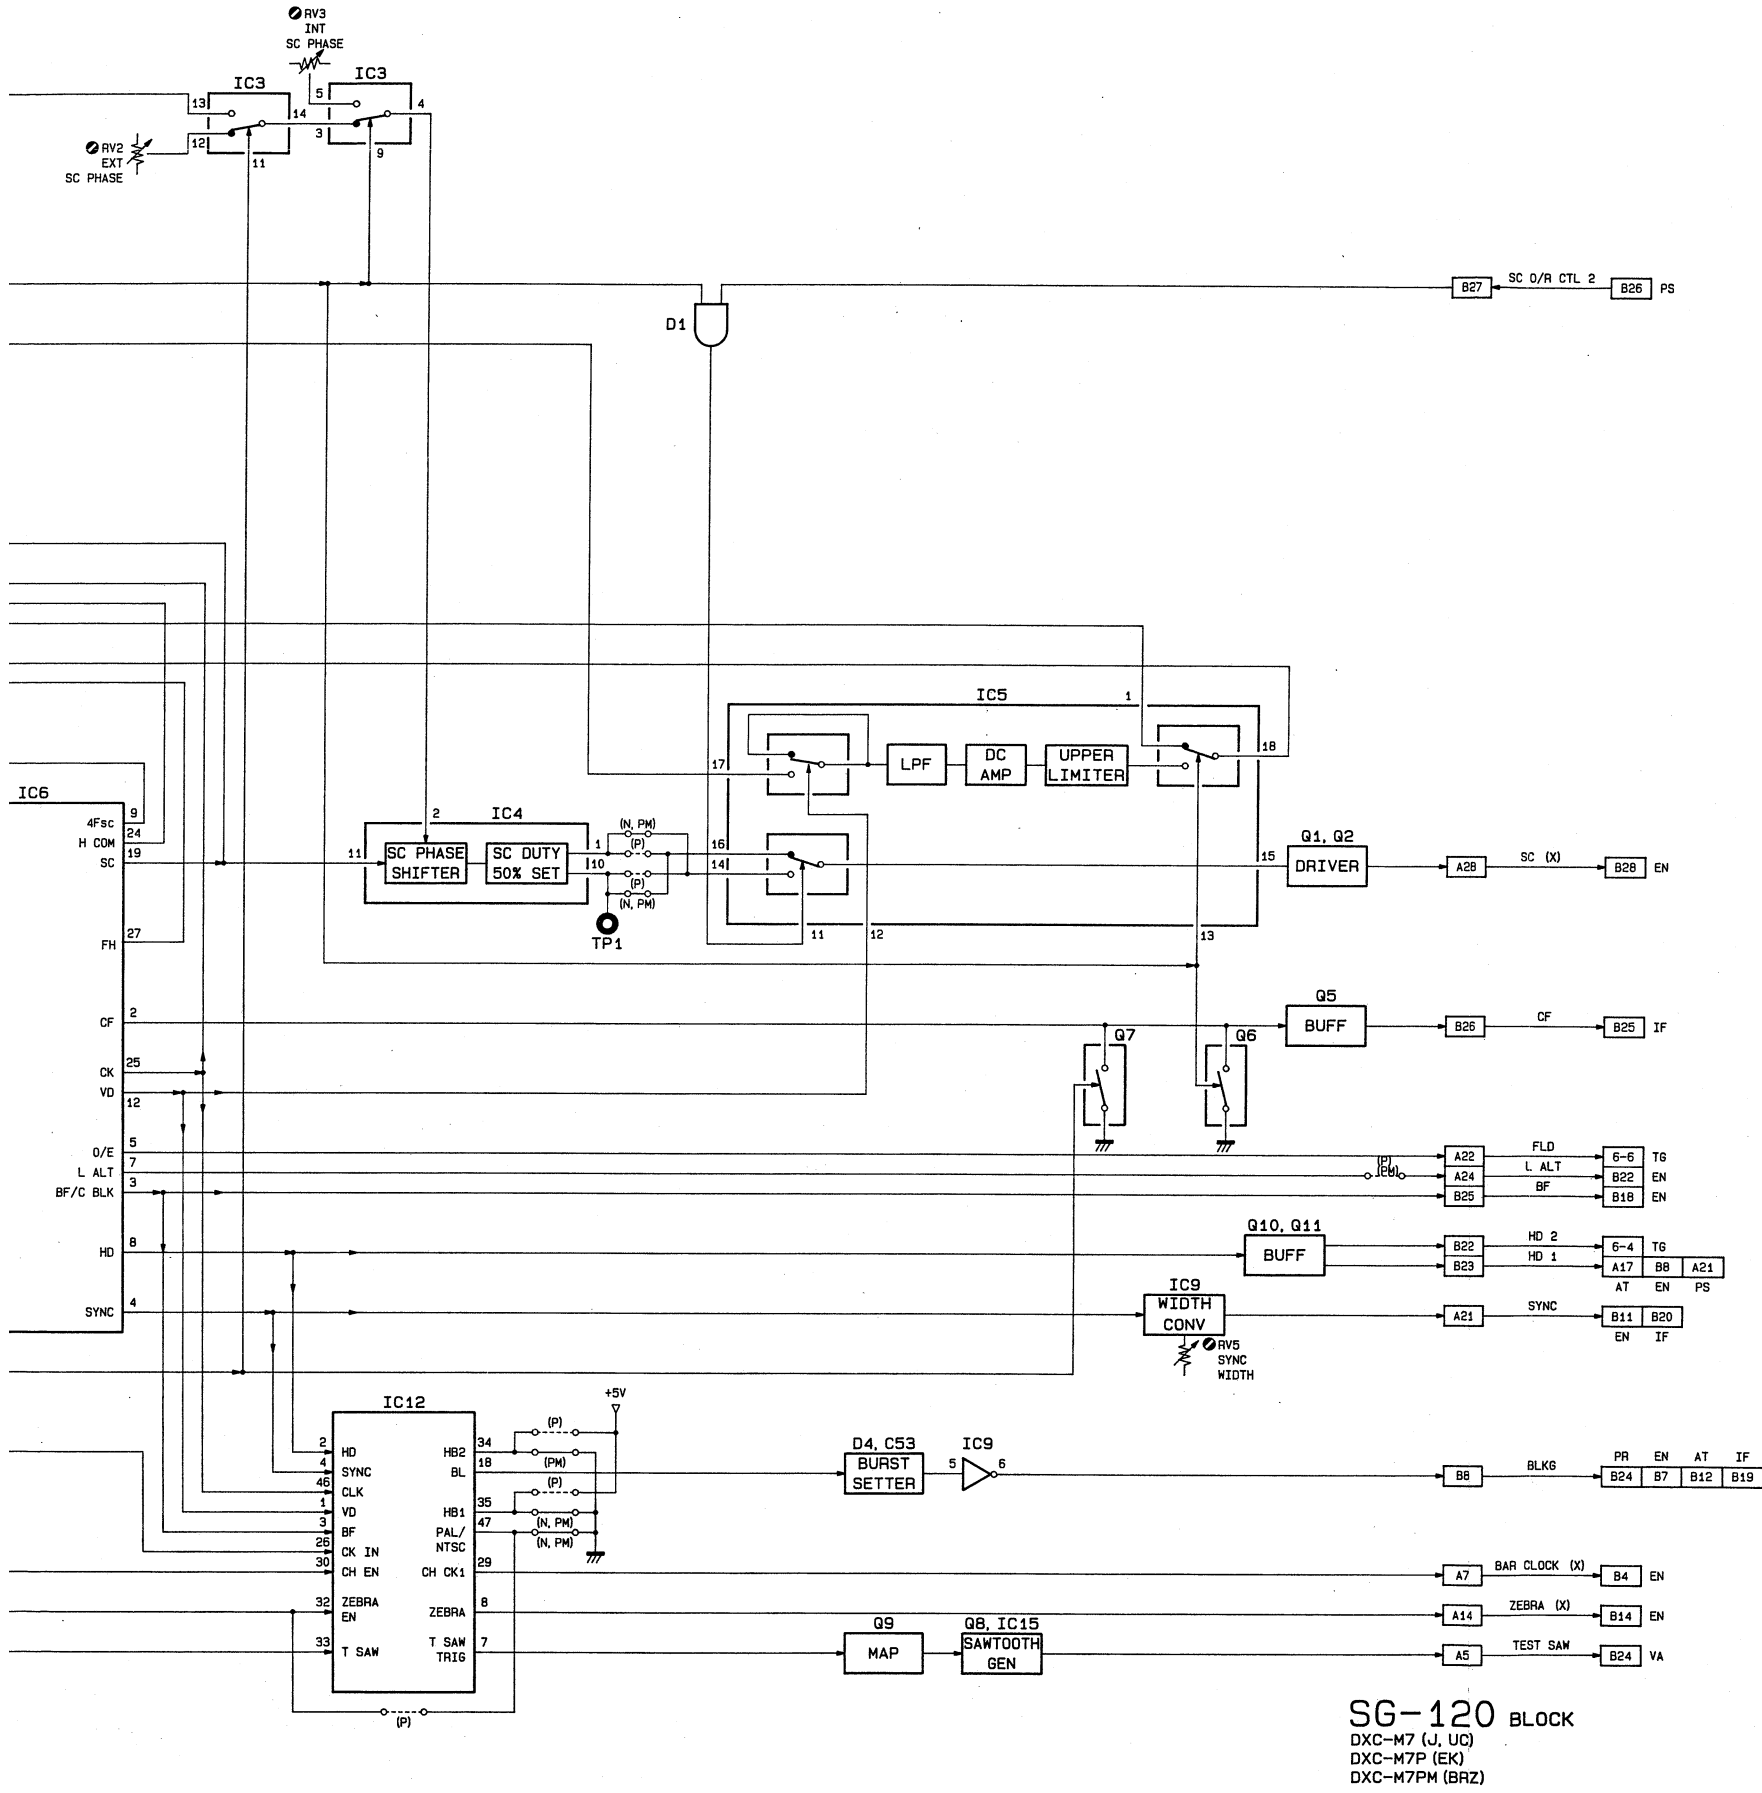 RV3
INT
SC PHASE
IC3
IC3
13
14
12
11
5
4
3
9
RV2
EXT
SC PHASE
D1
B27
SC O/R CTL 2
B26
PS
IC5
1
17
LPF
DC
AMP
UPPER
LIMITER
18
IC6
4Fsc
9
H COM
24
SC
19
FH
27
CF
2
CK
25
VD
12
O/E
5
L ALT
7
BF/C BLK
3
HD
8
SYNC
4
IC4
2
11
SC PHASE
SHIFTER
SC DUTY
50% SET
1
10
(N, PM)
(P)
(P)
(N, PM)
TP1
16
14
15
11
12
13
Q1, Q2
DRIVER
A28
SC (X)
B28
EN
Q5
BUFF
B26
CF
B25
IF
Q7
Q6
(P)
(PM)
A22
FLD
6-6
TG
A24
L ALT
B22
EN
B25
BF
B18
EN
Q10, Q11
BUFF
B22
HD 2
6-4
TG
B23
HD 1
A17 B8 A21
AT EN PS
IC9
WIDTH
CONV
RV5
SYNC
WIDTH
A21
SYNC
B11 B20
EN IF
IC12
+5V
2
HD
4
SYNC
46
CLK
1
VD
3
BF
26
CK IN
30
CH EN
32
ZEBRA
EN
33
T SAW
HB2
34
BL
18
HB1
35
PAL/
NTSC
47
CH CK1
29
ZEBRA
8
T SAW
TRIG
7
(P)
(PM)
(P)
(N, PM)
(N, PM)
(P)
D4, C53
BURST
SETTER
IC9
5
6
B8
BLKG
PR EN AT IF
B24 B7 B12 B19
A7
BAR CLOCK (X)
B4
EN
A14
ZEBRA (X)
B14
EN
Q9
MAP
Q8, IC15
SAWTOOTH
GEN
A5
TEST SAW
B24
VA
SG-120 BLOCK
DXC-M7 (J, UC)
DXC-M7P (EK)
DXC-M7PM (BRZ)